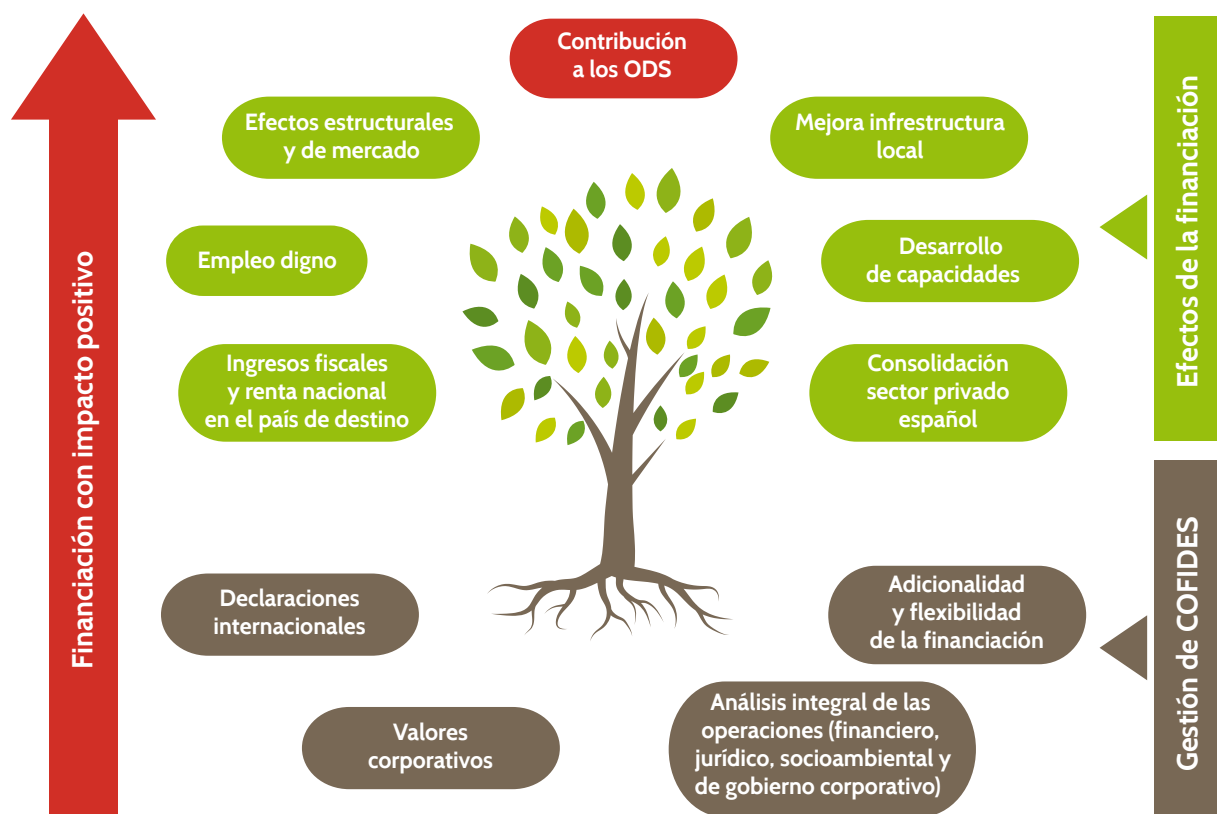 Contribución
a los ODS
Efectos estructurales
y de mercado
Mejora infrestructura
local
Empleo digno
Desarrollo
de capacidades
Ingresos fiscales
y renta nacional
en el país de destino
Consolidación
sector privado
español
Declaraciones
internacionales
Adicionalidad
y flexibilidad
de la financiación
Valores
corporativos
Análisis integral de las
operaciones (financiero,
jurídico, socioambiental y
de gobierno corporativo)
Financiación con impacto positivo
Efectos de la financiación
Gestión de COFIDES